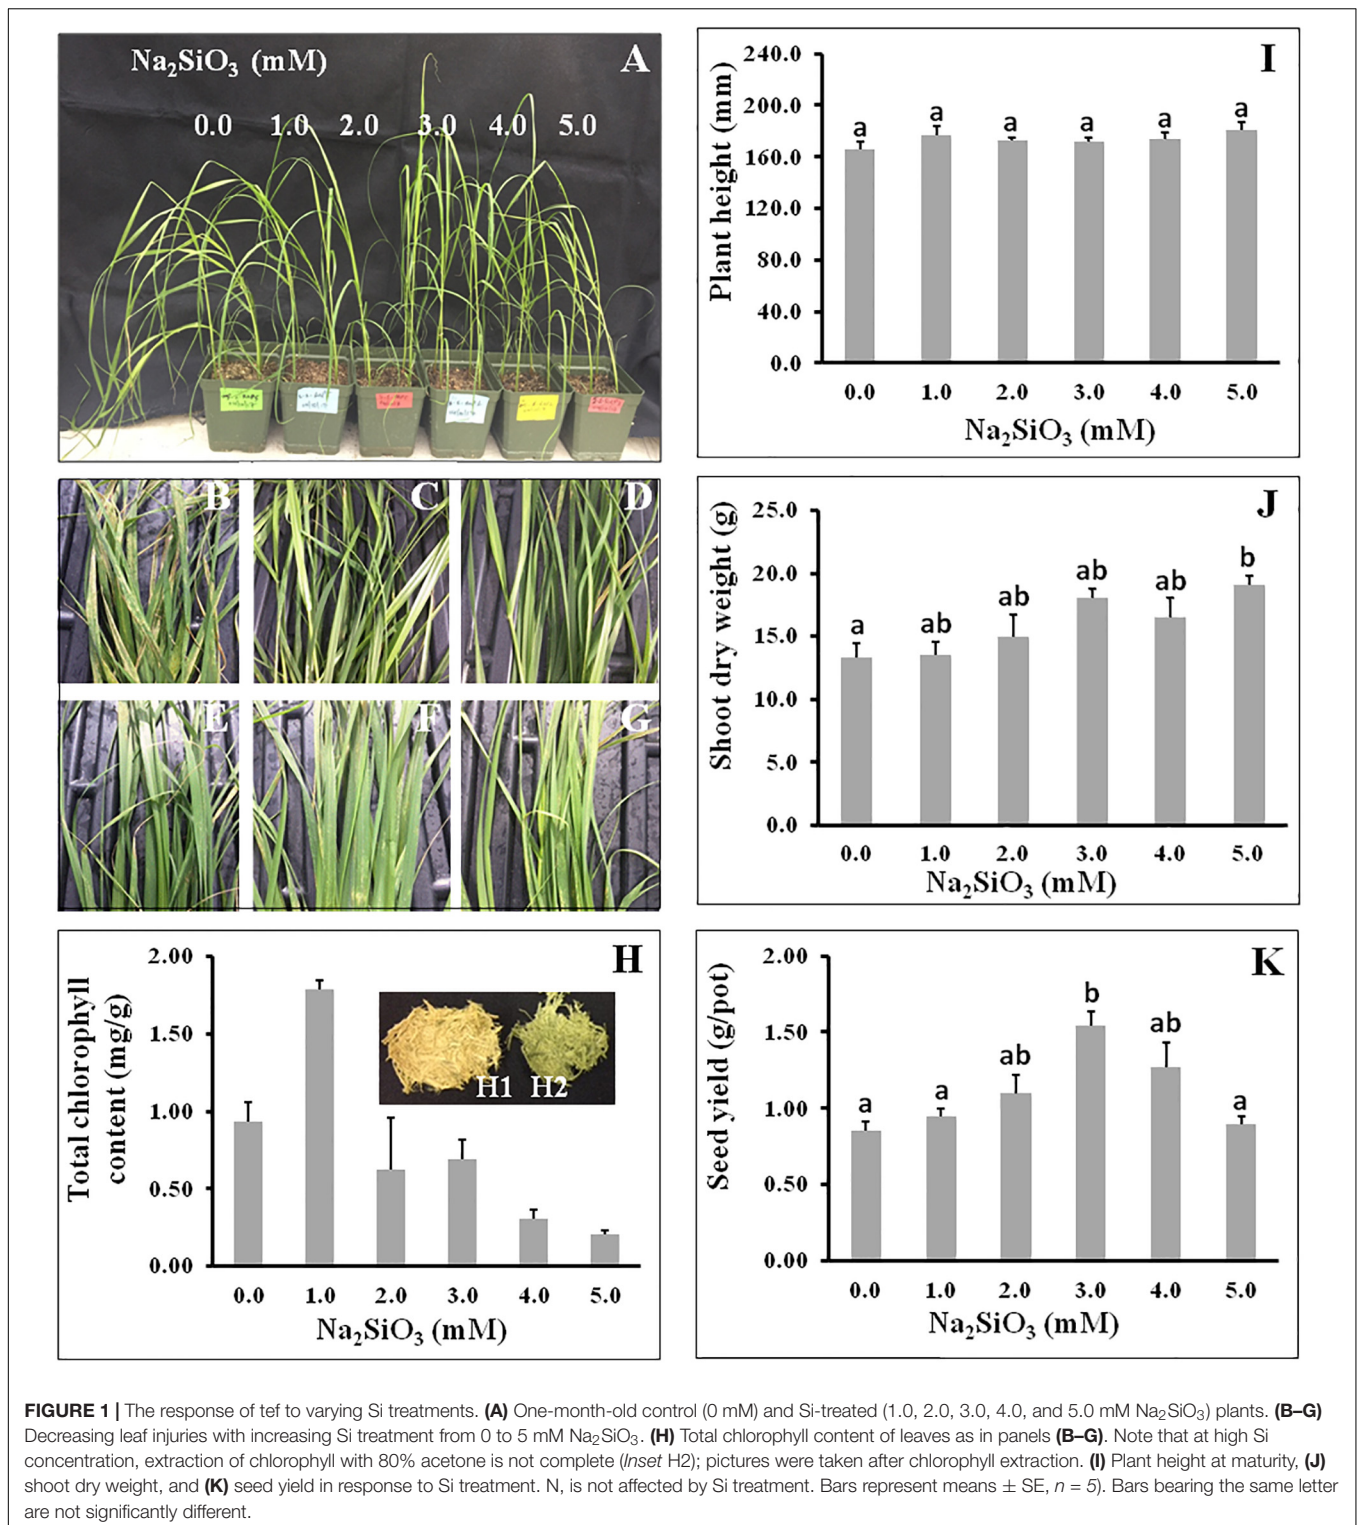 Na₂SiO₃ (mM)
A
0.0 1.0 2.0 3.0 4.0 5.0
B
C
D
E
F
G
H
Total chlorophyll
content (mg/g)
2.00
1.50
1.00
0.50
0.00
H1 H2
0.0 1.0 2.0 3.0 4.0 5.0
Na₂SiO₃ (mM)
I
Plant height (mm)
240.0
200.0
160.0
120.0
80.0
40.0
0.0
a a a a a a
0.0 1.0 2.0 3.0 4.0 5.0
Na₂SiO₃ (mM)
J
Shoot dry weight (g)
25.0
20.0
15.0
10.0
5.0
0.0
a ab ab ab ab b
0.0 1.0 2.0 3.0 4.0 5.0
Na₂SiO₃ (mM)
K
Seed yield (g/pot)
2.00
1.50
1.00
0.50
0.00
a a ab b ab a
0.0 1.0 2.0 3.0 4.0 5.0
Na₂SiO₃ (mM)
FIGURE 1 | The response of tef to varying Si treatments. (A) One-month-old control (0 mM) and Si-treated (1.0, 2.0, 3.0, 4.0, and 5.0 mM Na₂SiO₃) plants. (B–G)
Decreasing leaf injuries with increasing Si treatment from 0 to 5 mM Na₂SiO₃. (H) Total chlorophyll content of leaves as in panels (B–G). Note that at high Si
concentration, extraction of chlorophyll with 80% acetone is not complete (Inset H2); pictures were taken after chlorophyll extraction. (I) Plant height at maturity, (J)
shoot dry weight, and (K) seed yield in response to Si treatment. N, is not affected by Si treatment. Bars represent means ± SE, n = 5). Bars bearing the same letter
are not significantly different.